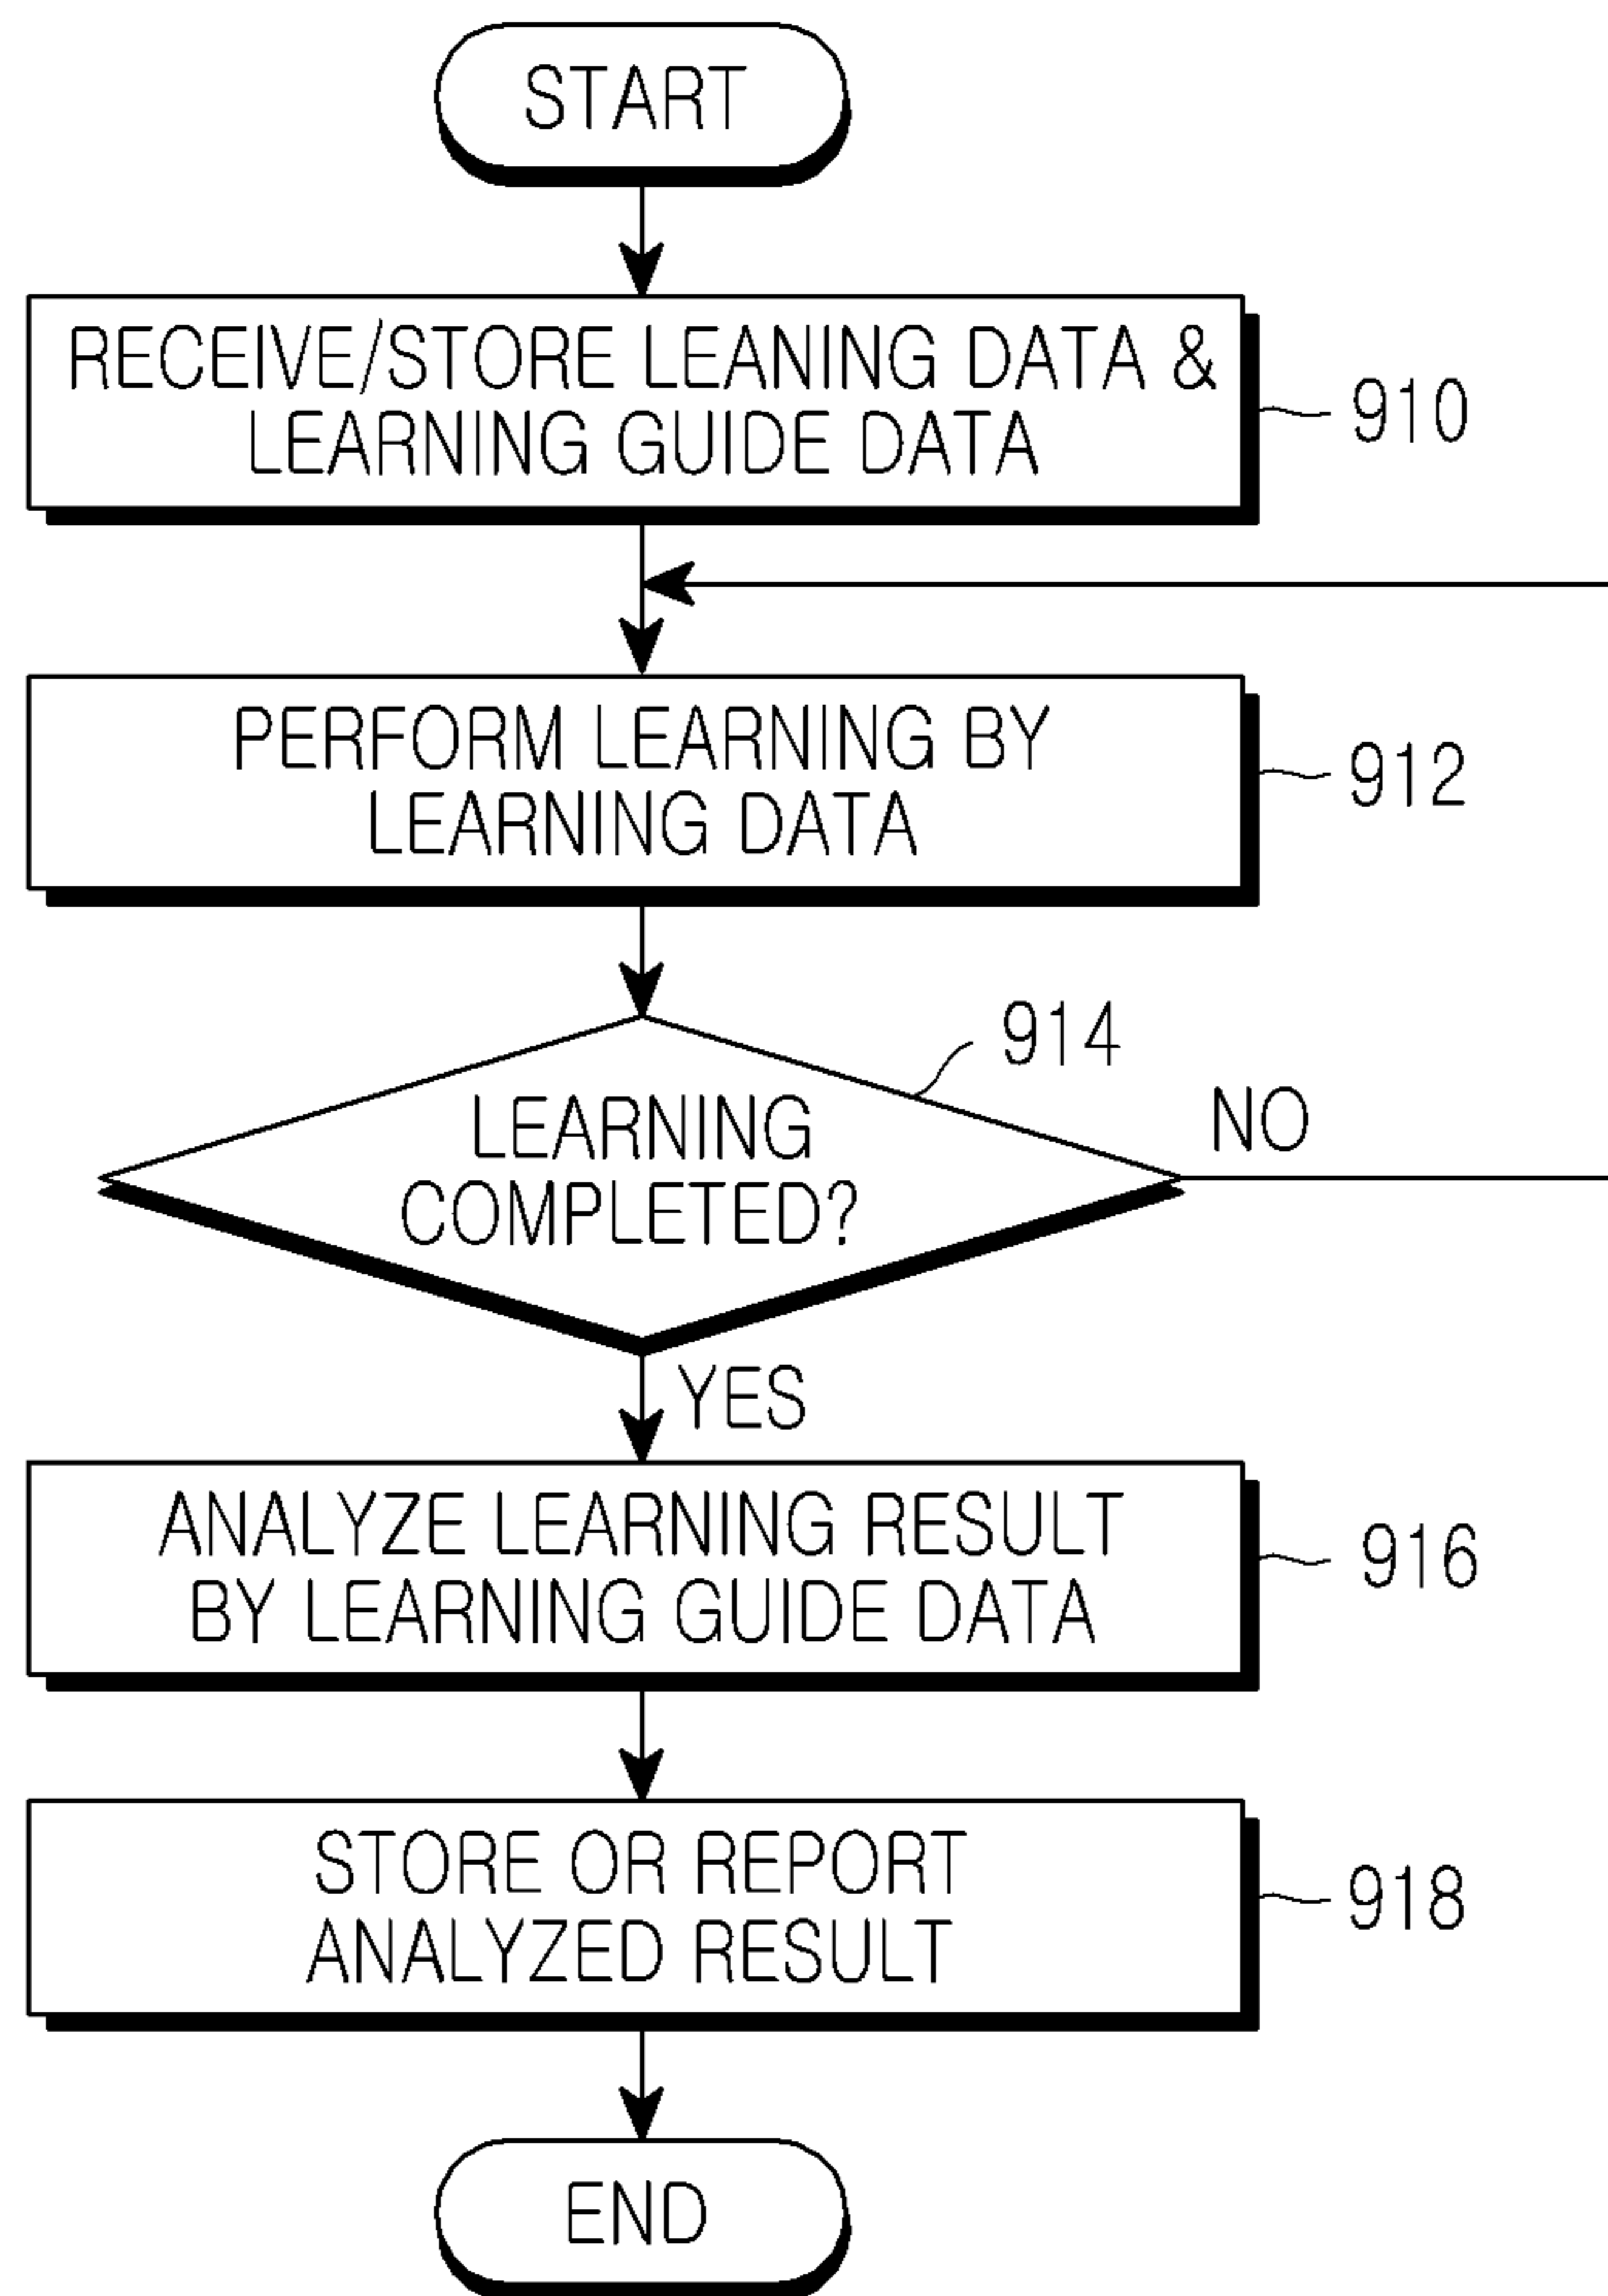 START
RECEIVE/STORE LEANING DATA &
LEARNING GUIDE DATA
910
PERFORM LEARNING BY
LEARNING DATA
912
914
LEARNING
COMPLETED?
NO
YES
ANALYZE LEARNING RESULT
BY LEARNING GUIDE DATA
916
STORE OR REPORT
ANALYZED RESULT
918
END